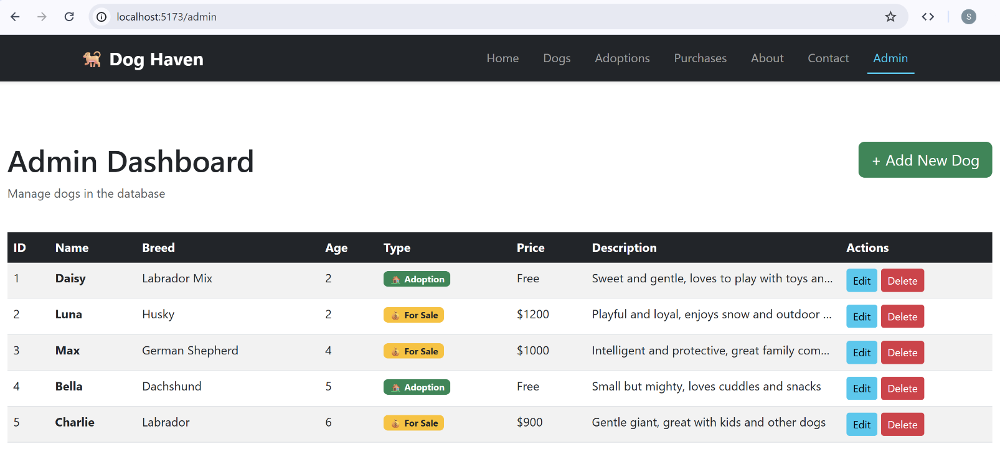 localhost:5173/admin
S
Dog Haven
Home Dogs Adoptions Purchases About Contact Admin
Admin Dashboard
+ Add New Dog
Manage dogs in the database
ID Name Breed Age Type Price Description Actions
1 Daisy Labrador Mix 2 Adoption Free Sweet and gentle, loves to play with toys an... Edit Delete
2 Luna Husky 2 For Sale $1200 Playful and loyal, enjoys snow and outdoor ... Edit Delete
3 Max German Shepherd 4 For Sale $1000 Intelligent and protective, great family com... Edit Delete
4 Bella Dachshund 5 Adoption Free Small but mighty, loves cuddles and snacks Edit Delete
5 Charlie Labrador 6 For Sale $900 Gentle giant, great with kids and other dogs Edit Delete